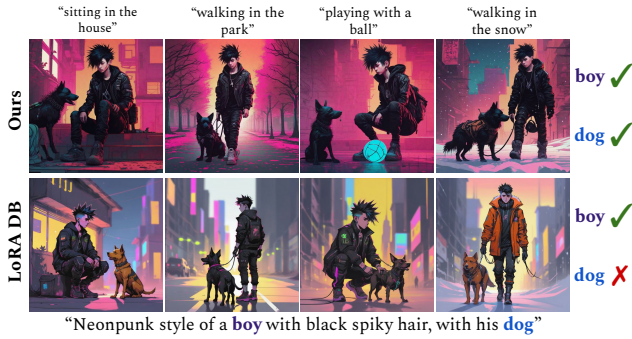 “sitting in the
house”
“walking in the
park”
“playing with a
ball”
“walking in
the snow”
Ours
boy ✓
dog ✓
LoRA DB
boy ✓
dog ✗
“Neonpunk style of a boy with black spiky hair, with his dog”